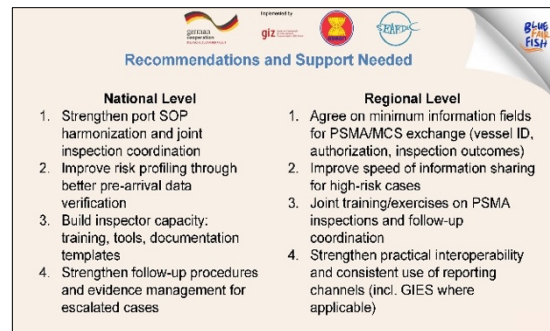 german
cooperation
Implemented by
giz
SEAFDEC
BLUE
FAIR
FISH
Recommendations and Support Needed
National Level
1. Strengthen port SOP
harmonization and joint
inspection coordination
2. Improve risk profiling through
better pre-arrival data
verification
3. Build inspector capacity:
training, tools, documentation
templates
4. Strengthen follow-up procedures
and evidence management for
escalated cases
Regional Level
1. Agree on minimum information fields
for PSMA/MCS exchange (vessel ID,
authorization, inspection outcomes)
2. Improve speed of information sharing
for high-risk cases
3. Joint training/exercises on PSMA
inspections and follow-up
coordination
4. Strengthen practical interoperability
and consistent use of reporting
channels (incl. GIES where
applicable)